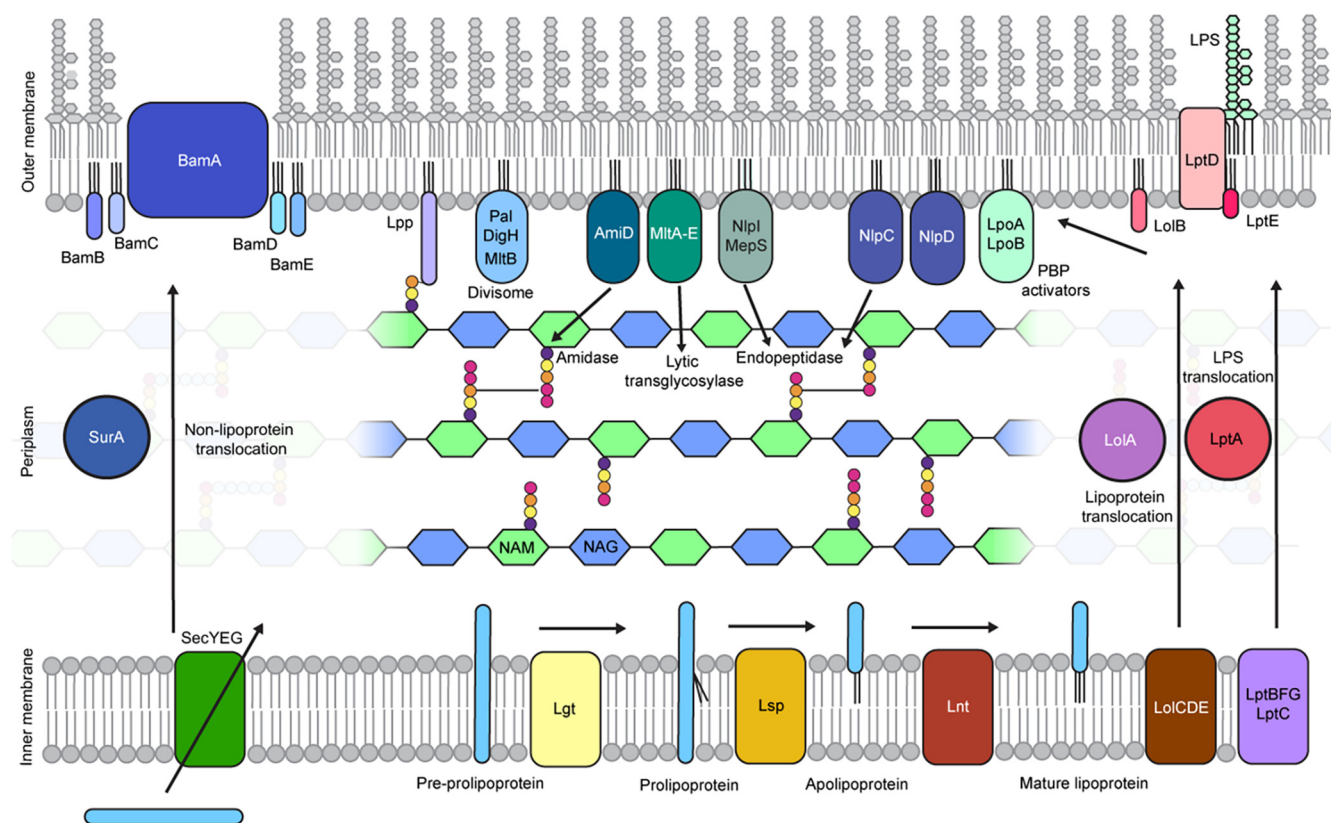 LPS
Outer membrane
BamA
LptD
BamB
BamC
BamD
BamE
Lpp
Pal
DigH
MltB
Divisome
AmiD
MltA-E
NlpI
MepS
NlpC
NlpD
LpoA
LpoB
PBP
activators
LolB
LptE
Amidase
Lytic
transglycosylase
Endopeptidase
LPS
translocation
Periplasm
SurA
Non-lipoprotein
translocation
LolA
LptA
Lipoprotein
translocation
NAM
NAG
SecYEG
Inner membrane
Lgt
Lsp
Lnt
LolCDE
LptBFG
LptC
Pre-prolipoprotein
Prolipoprotein
Apolipoprotein
Mature lipoprotein